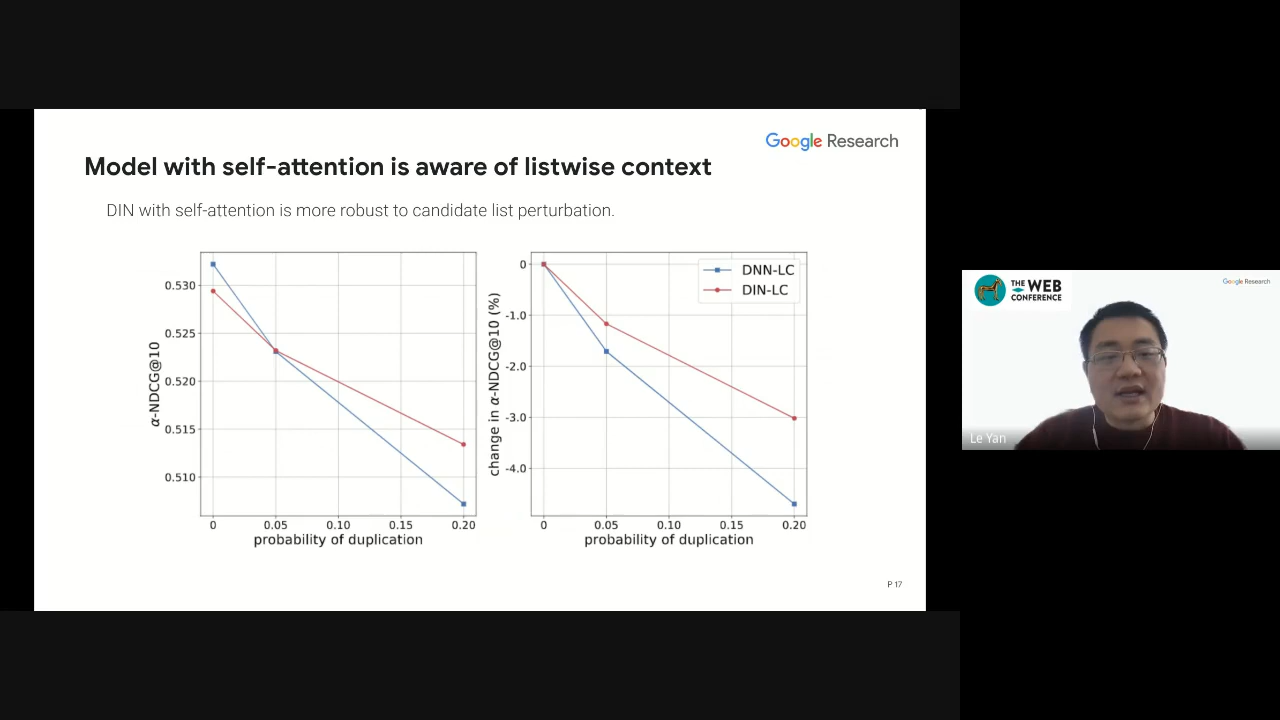 Google Research
Model with self-attention is aware of listwise context
DIN with self-attention is more robust to candidate list perturbation.
α-NDCG@10
0.530
0.525
0.520
0.515
0.510
0
0.05
0.10
0.15
0.20
probability of duplication
change in α-NDCG@10 (%)
0
-1.0
-2.0
-3.0
-4.0
DNN-LC
DIN-LC
0
0.05
0.10
0.15
0.20
probability of duplication
P 17
THE
WEB
CONFERENCE
Google Research
Le Yan